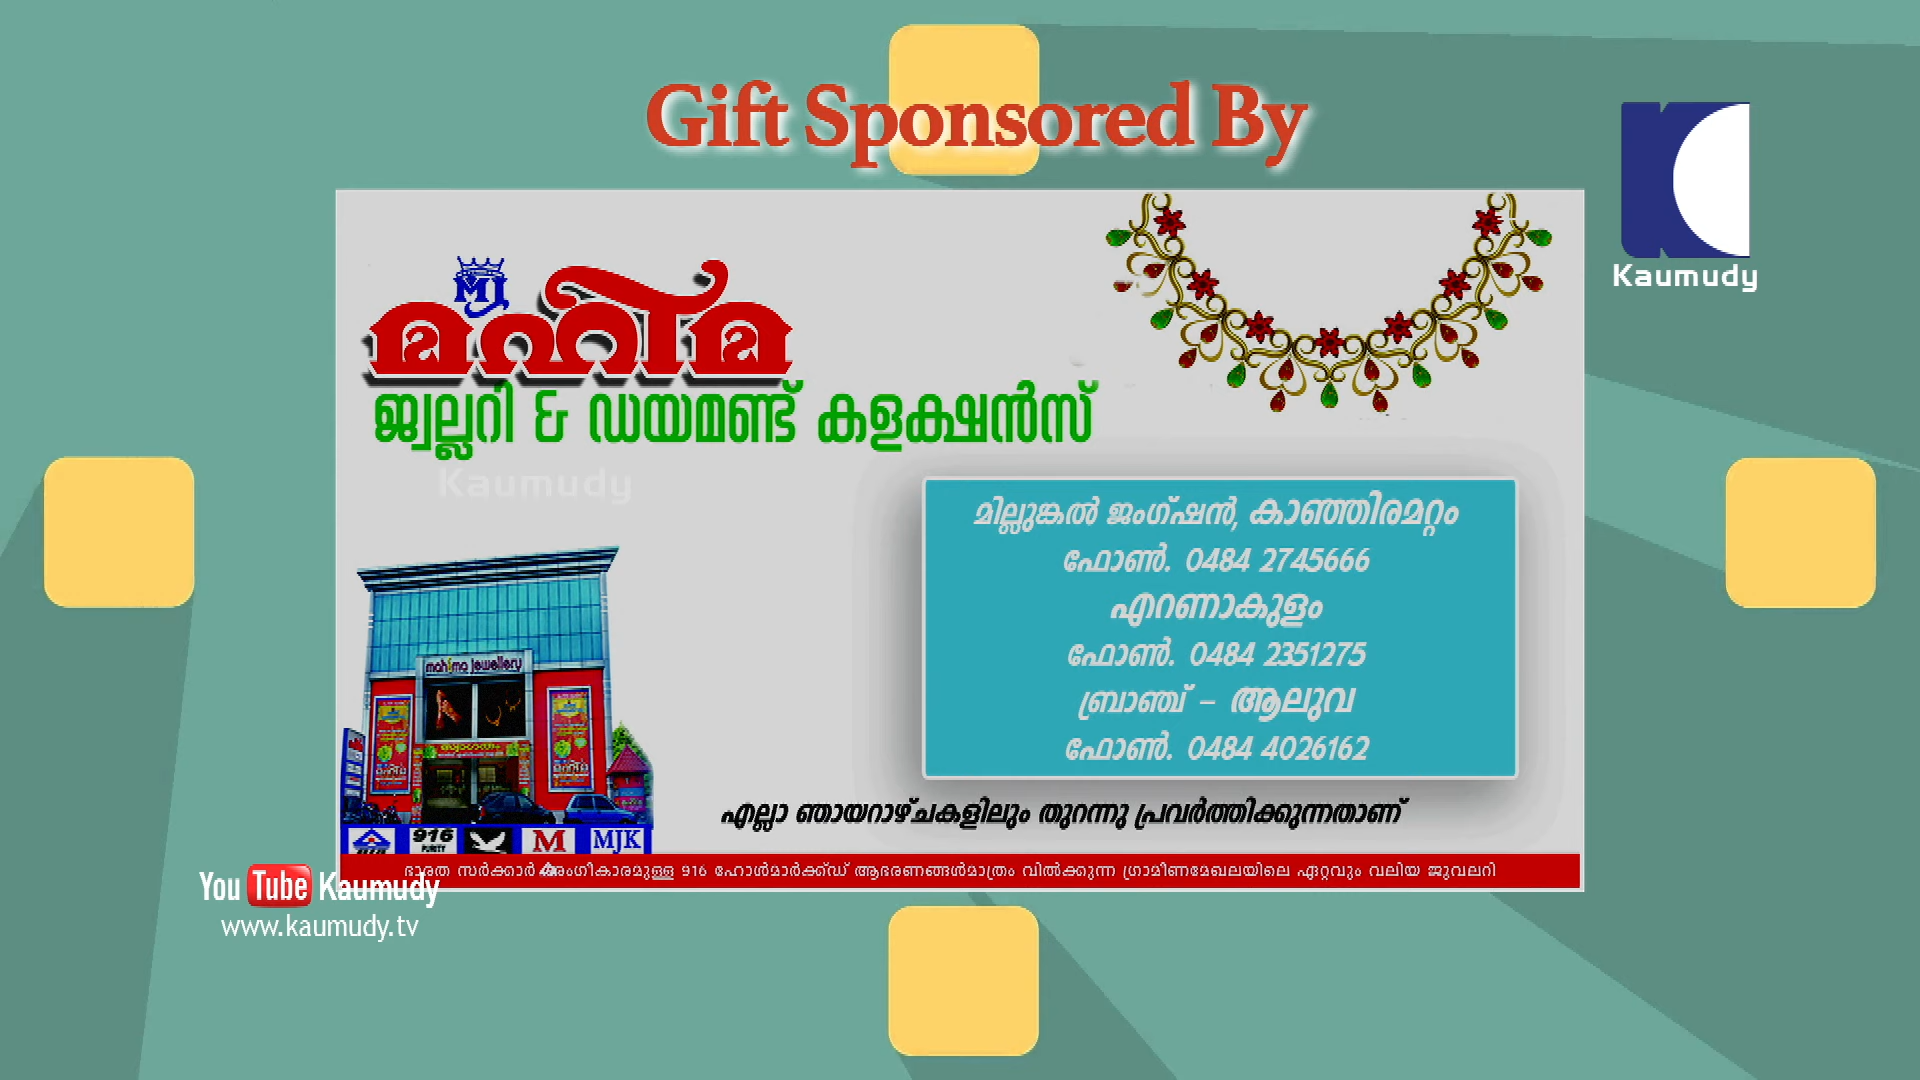 Gift Sponsored By
Kaumudy
MJ
മഹിമ
ജ്വല്ലറി & ഡയമണ്ട് കളക്ഷൻസ്
Kaumudy
മില്ലുങ്കൽ ജംഗ്ഷൻ, കാഞ്ഞിരമറ്റം
ഫോൺ. 0484 2745666
എറണാകുളം
ഫോൺ. 0484 2351275
ബ്രാഞ്ച് – ആലുവ
ഫോൺ. 0484 4026162
mahima jewellery
എല്ലാ ഞായറാഴ്ചകളിലും തുറന്നു പ്രവർത്തിക്കുന്നതാണ്
916
PURITY
M
MJK
ഭാരത സർക്കാർ അംഗീകാരമുള്ള 916 ഹോൾമാർക്ക്ഡ് ആഭരണങ്ങൾമാത്രം വിൽക്കുന്ന ഗ്രാമീണമേഖലയിലെ ഏറ്റവും വലിയ ജുവലറി
YouTube Kaumudy
www.kaumudy.tv